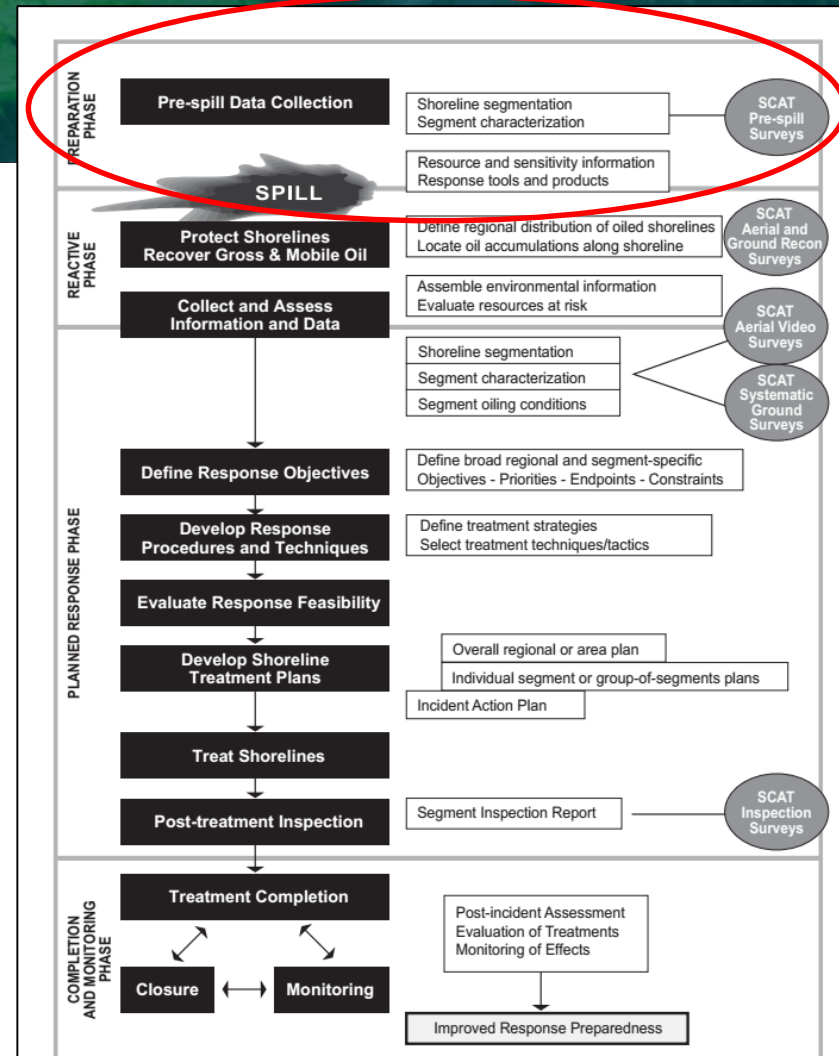 PREPARATION
PHASE
Pre-spill Data Collection
Shoreline segmentation
Segment characterization
SCAT
Pre-spill
Surveys
Resource and sensitivity information
Response tools and products
SPILL
REACTIVE
PHASE
Protect Shorelines
Recover Gross & Mobile Oil
Define regional distribution of oiled shorelines
Locate oil accumulations along shoreline
SCAT
Aerial and
Ground Recon
Surveys
Collect and Assess
Information and Data
Assemble environmental information
Evaluate resources at risk
SCAT
Aerial Video
Surveys
PLANNED RESPONSE PHASE
Shoreline segmentation
Segment characterization
Segment oiling conditions
SCAT
Systematic
Ground
Surveys
Define Response Objectives
Define broad regional and segment-specific
Objectives - Priorities - Endpoints - Constraints
Develop Response
Procedures and Techniques
Define treatment strategies
Select treatment techniques/tactics
Evaluate Response Feasibility
Develop Shoreline
Treatment Plans
Overall regional or area plan
Individual segment or group-of-segments plans
Incident Action Plan
Treat Shorelines
Post-treatment Inspection
Segment Inspection Report
SCAT
Inspection
Surveys
COMPLETION
AND MONITORING
PHASE
Treatment Completion
Closure
Monitoring
Post-incident Assessment
Evaluation of Treatments
Monitoring of Effects
Improved Response Preparedness